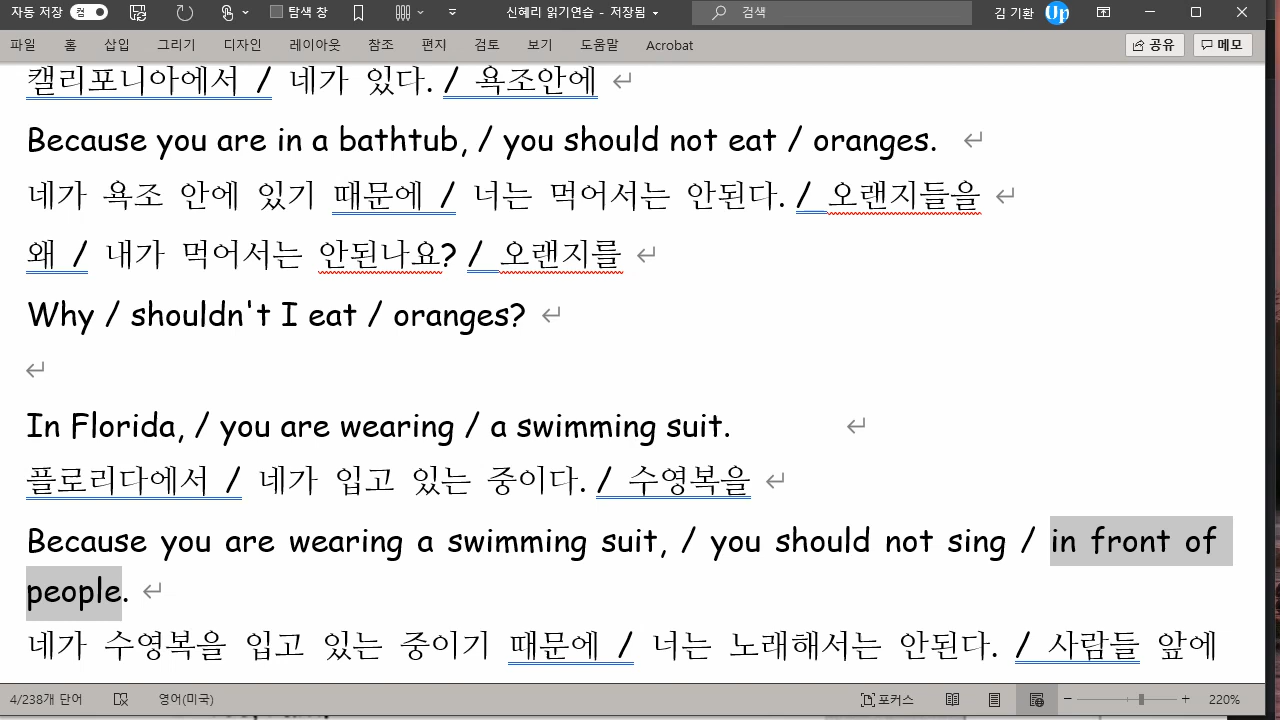 자동 저장 켬 탐색 창 신혜리 읽기연습 - 저장됨 검색 김 기환 Up
파일 홈 삽입 그리기 디자인 레이아웃 참조 편지 검토 보기 도움말 Acrobat 공유 메모
캘리포니아에서 / 네가 있다. / 욕조안에
Because you are in a bathtub, / you should not eat / oranges.
네가 욕조 안에 있기 때문에 / 너는 먹어서는 안된다. / 오랜지들을
왜 / 내가 먹어서는 안된나요? / 오랜지를
Why / shouldn't I eat / oranges?
In Florida, / you are wearing / a swimming suit.
플로리다에서 / 네가 입고 있는 중이다. / 수영복을
Because you are wearing a swimming suit, / you should not sing / in front of
people.
네가 수영복을 입고 있는 중이기 때문에 / 너는 노래해서는 안된다. / 사람들 앞에
4/238개 단어 영어(미국) 포커스 220%